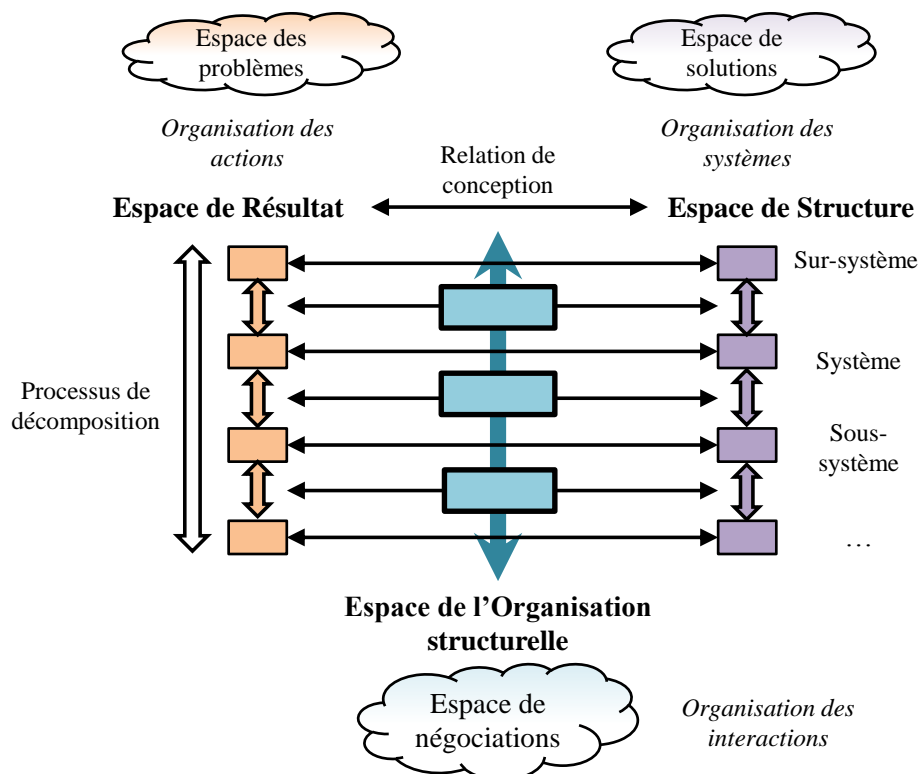 Espace des
problèmes
Espace de
solutions
Organisation des
actions
Organisation des
systèmes
Relation de
conception
Espace de Résultat
Espace de Structure
Sur-système
Système
Processus de
décomposition
Sous-
système
…
Espace de l’Organisation
structurelle
Espace de
négociations
Organisation des
interactions